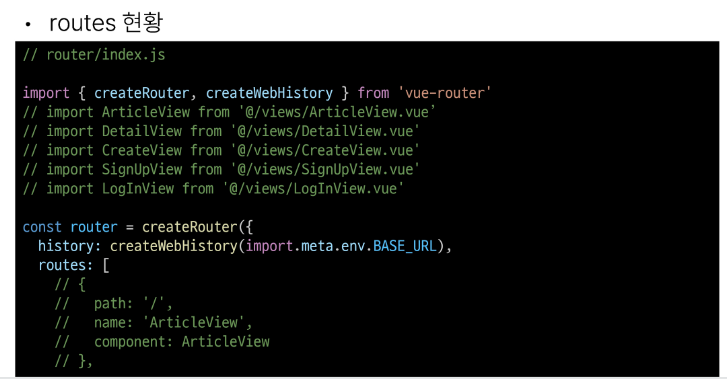 • routes 현황
// router/index.js
import { createRouter, createWebHistory } from 'vue-router'
// import ArticleView from '@/views/ArticleView.vue’
// import DetailView from '@/views/DetailView.vue'
// import CreateView from '@/views/CreateView.vue'
// import SignUpView from '@/views/SignUpView.vue'
// import LogInView from '@/views/LogInView.vue'
const router = createRouter({
history: createWebHistory(import.meta.env.BASE_URL),
routes: [
// {
//   path: '/',
//   name: 'ArticleView',
//   component: ArticleView
// },